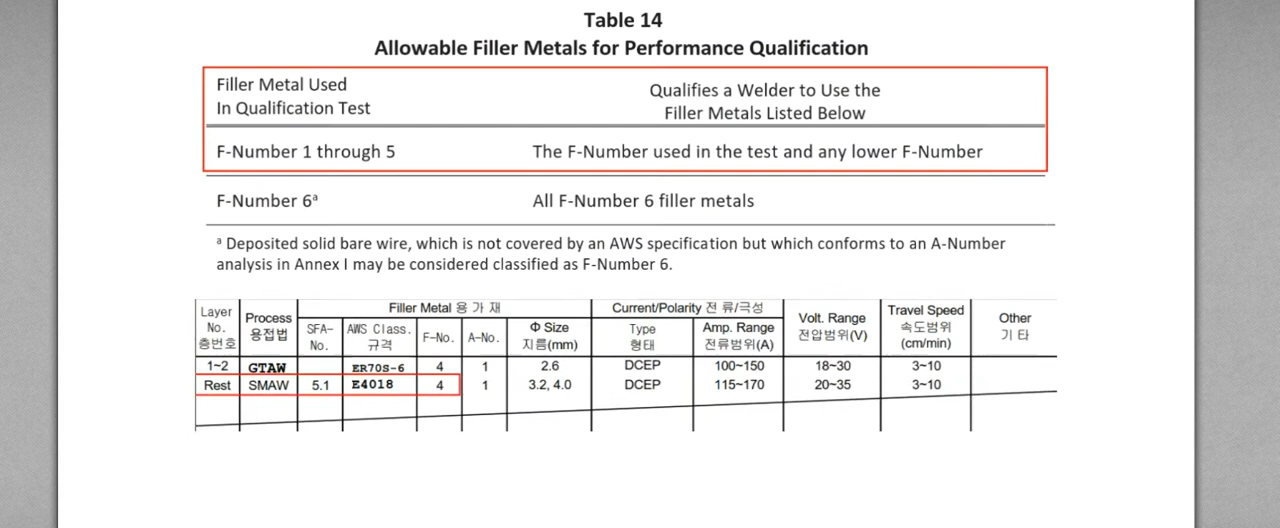 Table 14
Allowable Filler Metals for Performance Qualification
Filler Metal Used
In Qualification Test
Qualifies a Welder to Use the
Filler Metals Listed Below
F-Number 1 through 5 The F-Number used in the test and any lower F-Number
F-Number 6ᵃ All F-Number 6 filler metals
ᵃ Deposited solid bare wire, which is not covered by an AWS specification but which conforms to an A-Number
analysis in Annex I may be considered classified as F-Number 6.
Layer No. 층번호
Process 용접법
Filler Metal 용 가 재
SFA-No.
AWS Class. 규격
F-No.
A-No.
Φ Size 지름(mm)
Current/Polarity 전 류/극성
Type 형태
Amp. Range 전류범위(A)
Volt. Range 전압범위(V)
Travel Speed 속도범위 (cm/min)
Other 기 타
1~2 GTAW ER70S-6 4 1 2.6 DCEP 100~150 18~30 3~10
Rest SMAW 5.1 E4018 4 1 3.2, 4.0 DCEP 115~170 20~35 3~10